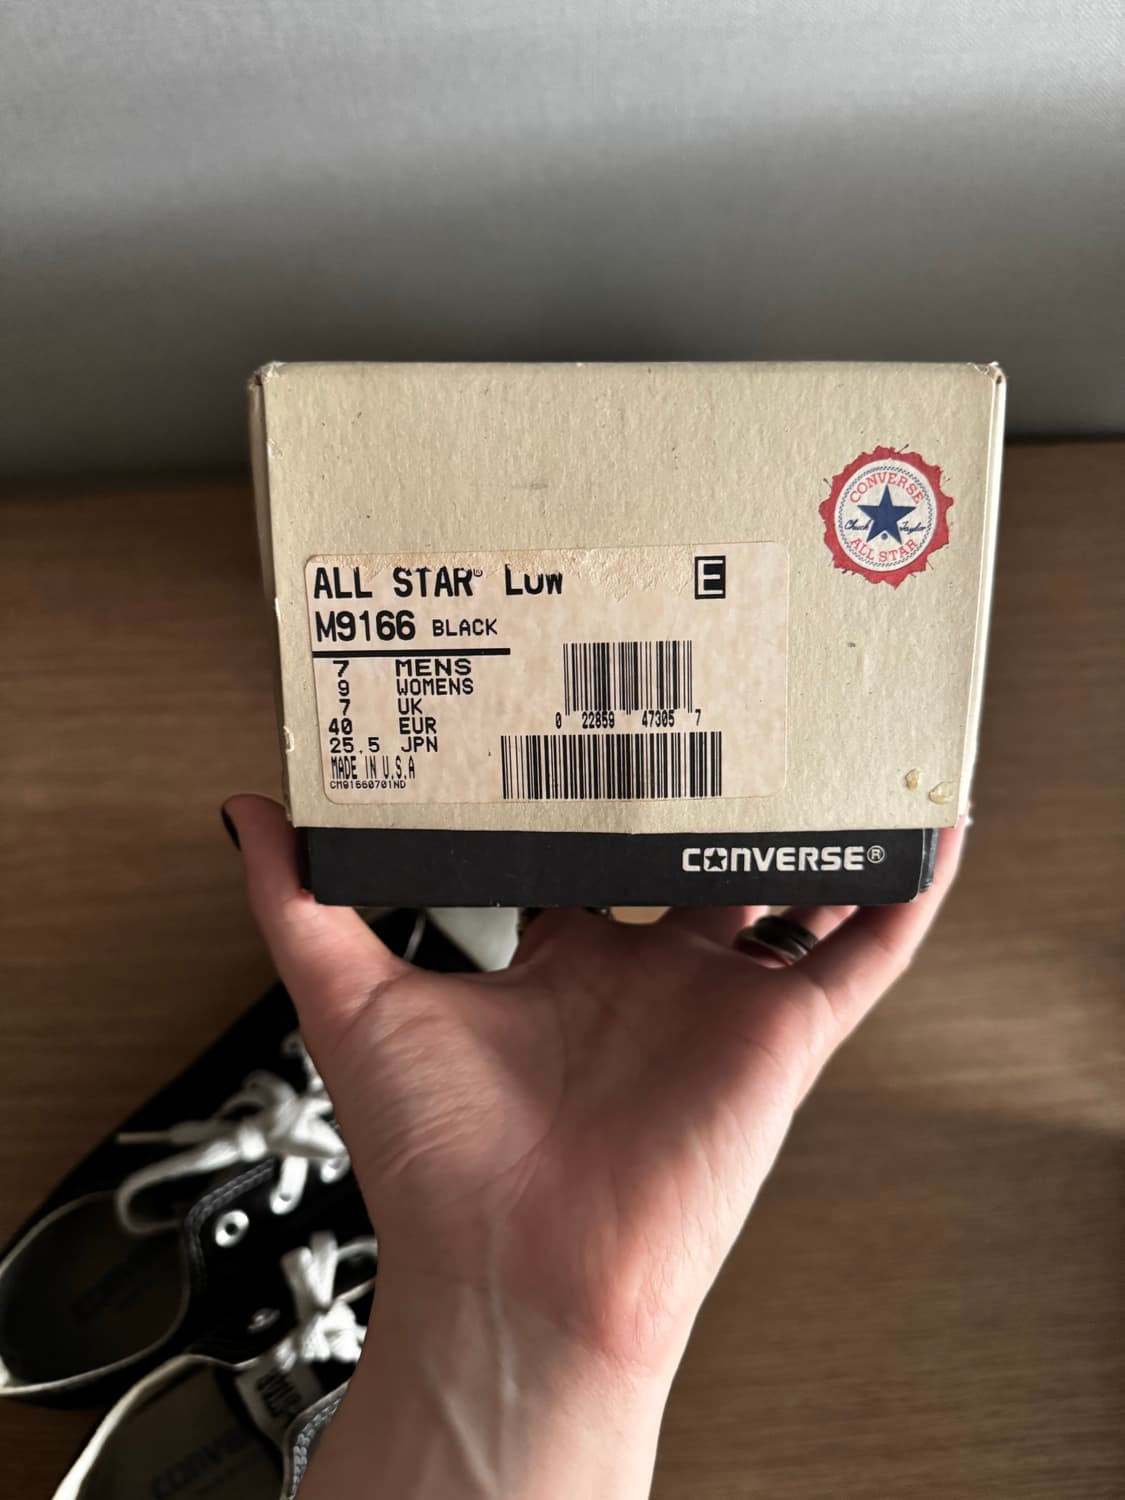 CONVERSE
Chuck Taylor
ALL STAR
ALL STAR® LOW
E
M9166 BLACK
7 MENS
9 WOMENS
7 UK
40 EUR
25.5 JPN
MADE IN U.S.A
CM91660701ND
0 22859 47305 7
CONVERSE®